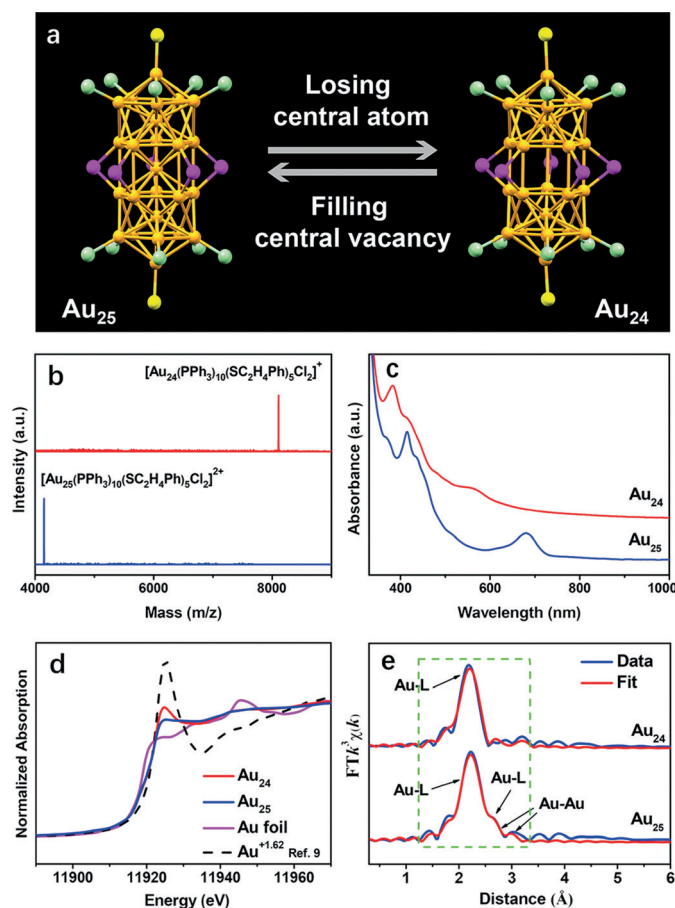 a
Losing
central atom
Filling
central vacancy
Au25
Au24
b
[Au24(PPh3)10(SC2H4Ph)5Cl2]+
[Au25(PPh3)10(SC2H4Ph)5Cl2]2+
Intensity (a.u.)
4000 6000 8000
Mass (m/z)
c
Au24
Au25
Absorbance (a.u.)
400 600 800 1000
Wavelength (nm)
d
Normalized Absorption
Au24
Au25
Au foil
Au+1.62 Ref. 9
11900 11920 11940 11960
Energy (eV)
e
Data
Fit
Au-L
Au24
Au-L
Au-L
Au-Au
Au25
FTk3χ(k)
1 2 3 4 5 6
Distance (Å)